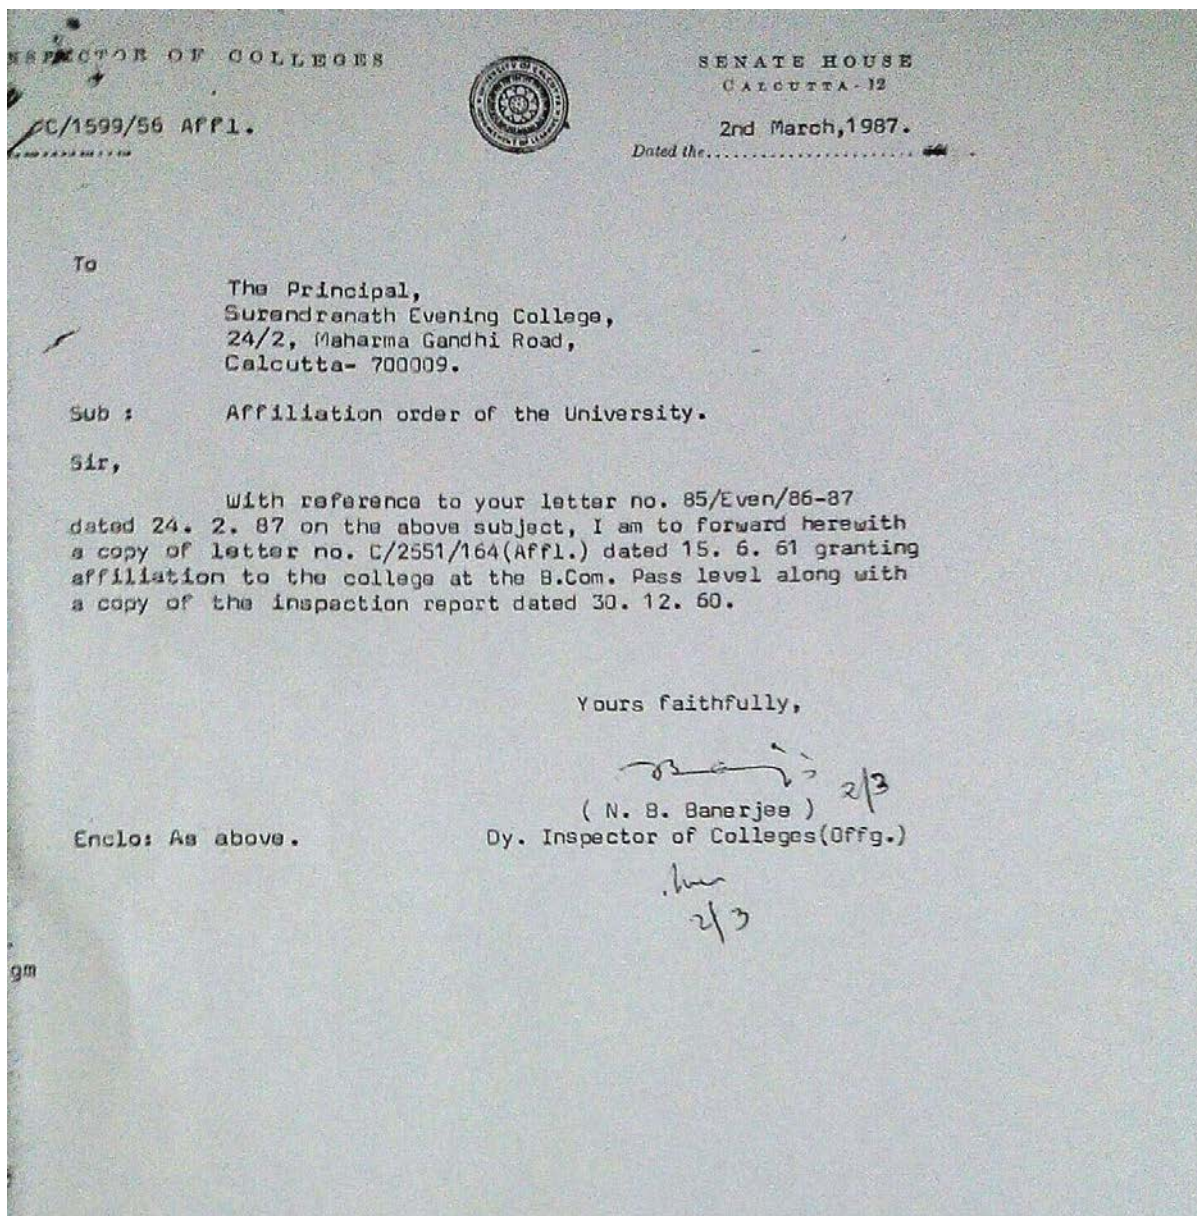 INSPECTOR OF COLLEGES
SENATE HOUSE
CALCUTTA-12
C/1599/56 Affl.
2nd March,1987.
Dated the
To
The Principal,
Surendranath Evening College,
24/2, Maharma Gandhi Road,
Calcutta- 700009.
Sub : Affiliation order of the University.
Sir,
With reference to your letter no. 85/Even/86-87
dated 24. 2. 87 on the above subject, I am to forward herewith
a copy of letter no. C/2551/164(Affl.) dated 15. 6. 61 granting
affiliation to the college at the B.Com. Pass level along with
a copy of the inspection report dated 30. 12. 60.
Yours faithfully,
2/3
( N. B. Banerjee )
Enclo: As above.
Dy. Inspector of Colleges(Offg.)
2/3
gm